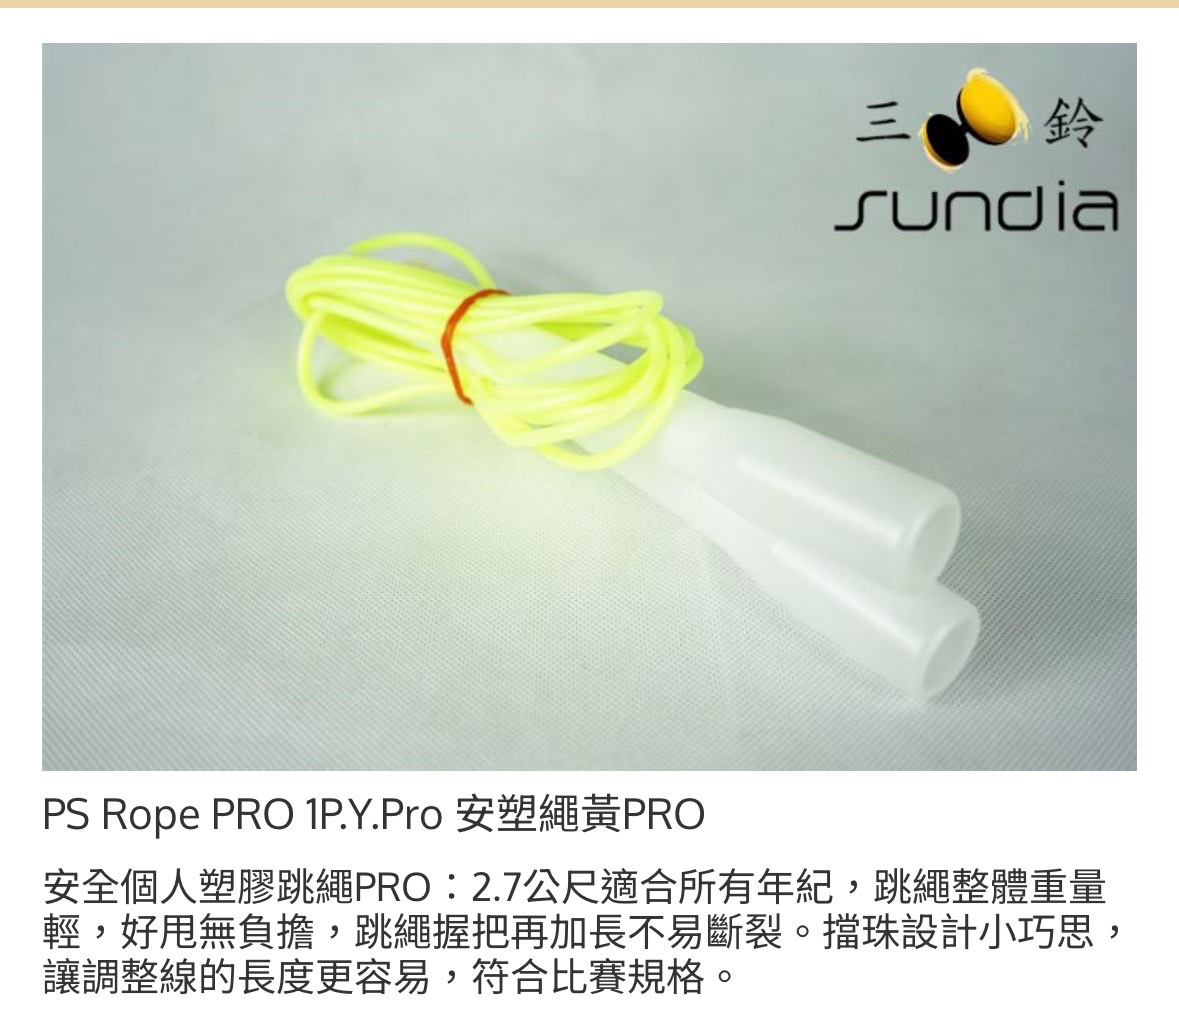 三鈴
sundia
PS Rope PRO 1P.Y.Pro 安塑繩黃PRO
安全個人塑膠跳繩PRO：2.7公尺適合所有年紀，跳繩整體重量
輕，好甩無負擔，跳繩握把再加長不易斷裂。擋珠設計小巧思，
讓調整線的長度更容易，符合比賽規格。